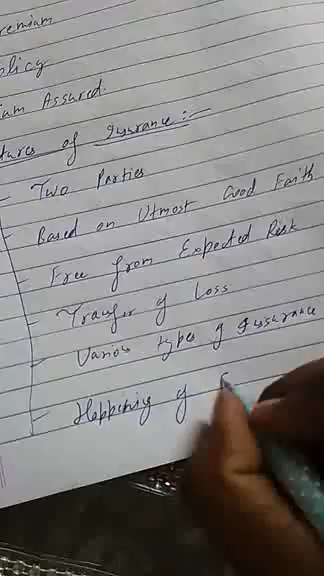 remium
olicy
um Assured.
tures of Insurance:-
Two Parties
Based on Utmost Good Faith
Free from Expected Risk
Transfer of Loss
Various types of Insurance
Happening of